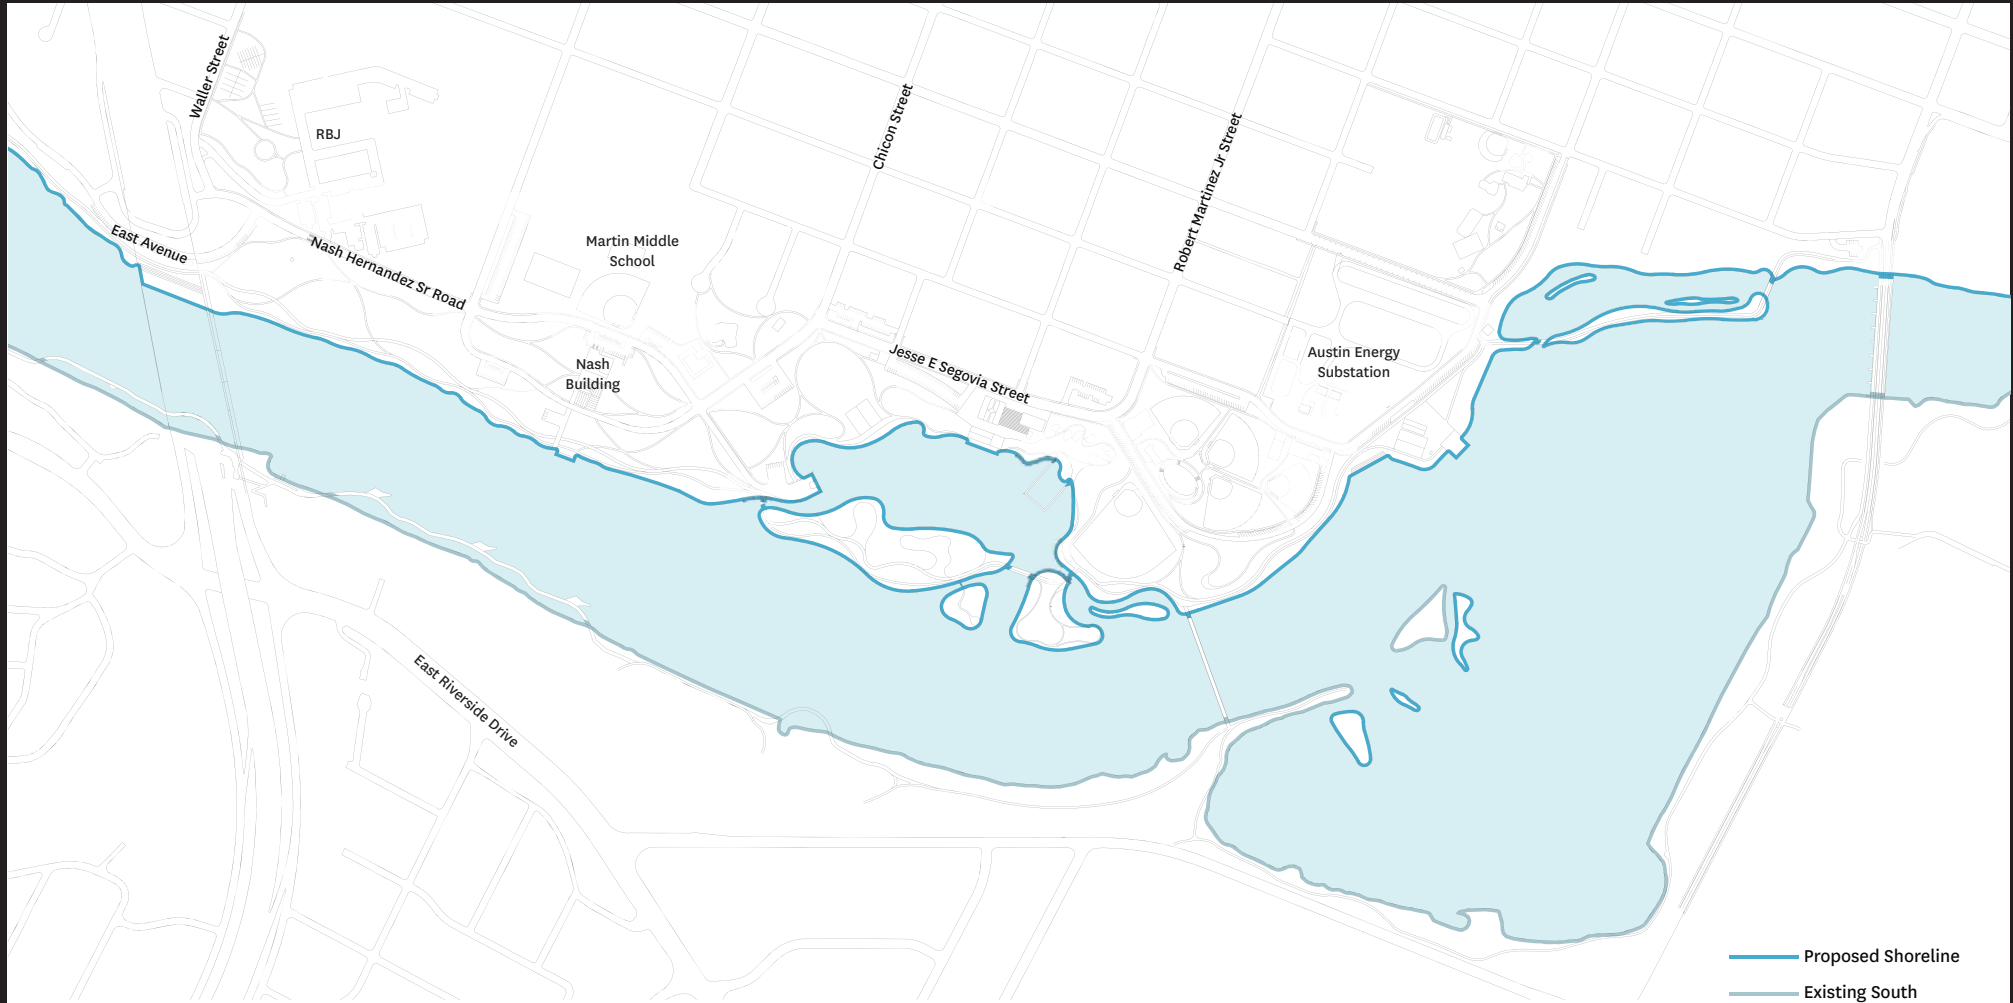 Waller Street
RBJ
Chicon Street
Robert Martinez Jr Street
East Avenue
Nash Hernandez Sr Road
Martin Middle
School
Nash
Building
Jesse E Segovia Street
Austin Energy
Substation
East Riverside Drive
Proposed Shoreline
Existing South